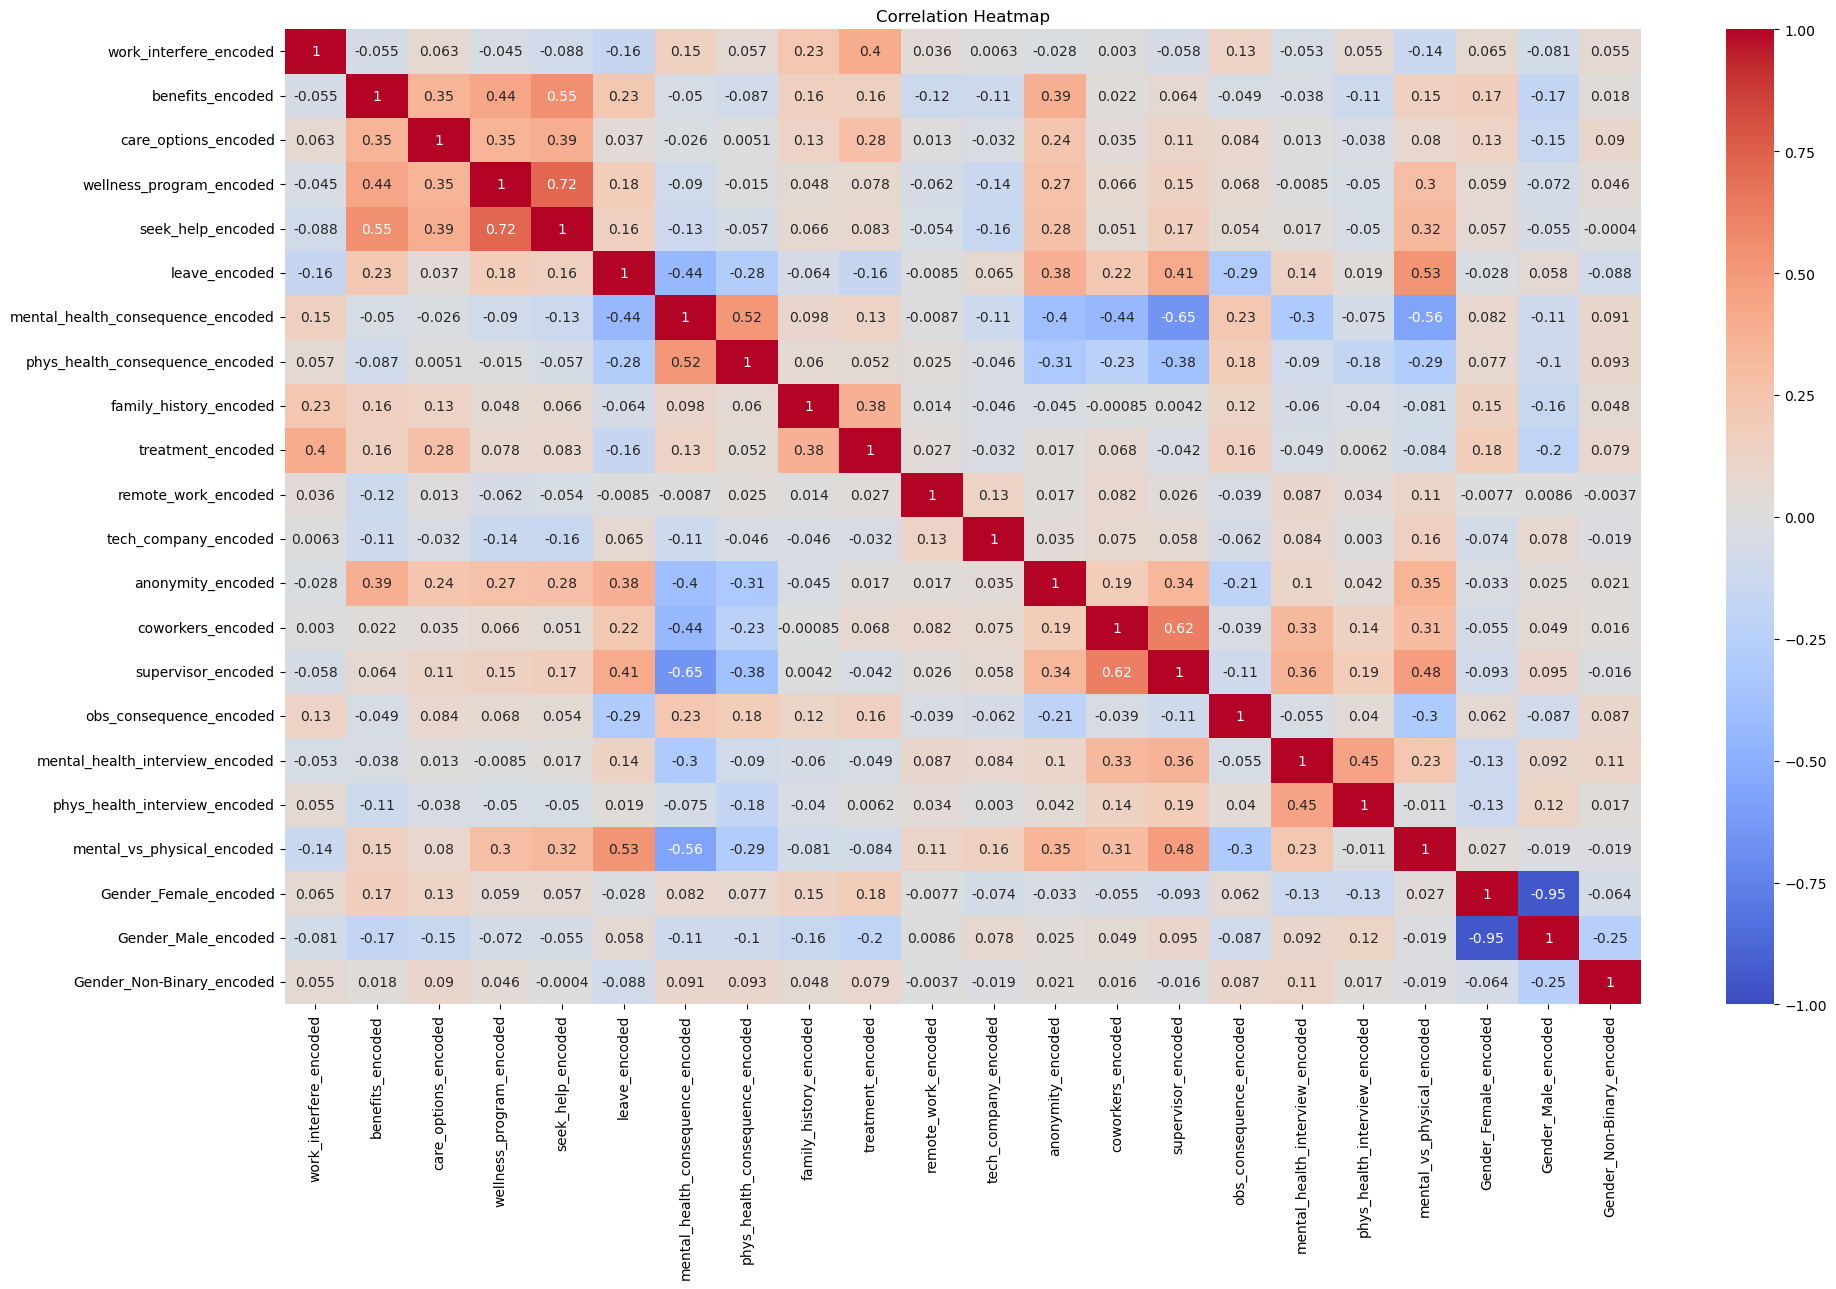 Correlation Heatmap
work_interfere_encoded 1 -0.055 0.063 -0.045 -0.088 -0.16 0.15 0.057 0.23 0.4 0.036 0.0063 -0.028 0.003 -0.058 0.13 -0.053 0.055 -0.14 0.065 -0.081 0.055
benefits_encoded -0.055 1 0.35 0.44 0.55 0.23 -0.05 -0.087 0.16 0.16 -0.12 -0.11 0.39 0.022 0.064 -0.049 -0.038 -0.11 0.15 0.17 -0.17 0.018
care_options_encoded 0.063 0.35 1 0.35 0.39 0.037 -0.026 0.0051 0.13 0.28 0.013 -0.032 0.24 0.035 0.11 0.084 0.013 -0.038 0.08 0.13 -0.15 0.09
wellness_program_encoded -0.045 0.44 0.35 1 0.72 0.18 -0.09 -0.015 0.048 0.078 -0.062 -0.14 0.27 0.066 0.15 0.068 -0.0085 -0.05 0.3 0.059 -0.072 0.046
seek_help_encoded -0.088 0.55 0.39 0.72 1 0.16 -0.13 -0.057 0.066 0.083 -0.054 -0.16 0.28 0.051 0.17 0.054 0.017 -0.05 0.32 0.057 -0.055 -0.0004
leave_encoded -0.16 0.23 0.037 0.18 0.16 1 -0.44 -0.28 -0.064 -0.16 -0.0085 0.065 0.38 0.22 0.41 -0.29 0.14 0.019 0.53 -0.028 0.058 -0.088
mental_health_consequence_encoded 0.15 -0.05 -0.026 -0.09 -0.13 -0.44 1 0.52 0.098 0.13 -0.0087 -0.11 -0.4 -0.44 -0.65 0.23 -0.3 -0.075 -0.56 0.082 -0.11 0.091
phys_health_consequence_encoded 0.057 -0.087 0.0051 -0.015 -0.057 -0.28 0.52 1 0.06 0.052 0.025 -0.046 -0.31 -0.23 -0.38 0.18 -0.09 -0.18 -0.29 0.077 -0.1 0.093
family_history_encoded 0.23 0.16 0.13 0.048 0.066 -0.064 0.098 0.06 1 0.38 0.014 -0.046 -0.045 -0.00085 0.0042 0.12 -0.06 -0.04 -0.081 0.15 -0.16 0.048
treatment_encoded 0.4 0.16 0.28 0.078 0.083 -0.16 0.13 0.052 0.38 1 0.027 -0.032 0.017 0.068 -0.042 0.16 -0.049 0.0062 -0.084 0.18 -0.2 0.079
remote_work_encoded 0.036 -0.12 0.013 -0.062 -0.054 -0.0085 -0.0087 0.025 0.014 0.027 1 0.13 0.017 0.082 0.026 -0.039 0.087 0.034 0.11 -0.0077 0.0086 -0.0037
tech_company_encoded 0.0063 -0.11 -0.032 -0.14 -0.16 0.065 -0.11 -0.046 -0.046 -0.032 0.13 1 0.035 0.075 0.058 -0.062 0.084 0.003 0.16 -0.074 0.078 -0.019
anonymity_encoded -0.028 0.39 0.24 0.27 0.28 0.38 -0.4 -0.31 -0.045 0.017 0.017 0.035 1 0.19 0.34 -0.21 0.1 0.042 0.35 -0.033 0.025 0.021
coworkers_encoded 0.003 0.022 0.035 0.066 0.051 0.22 -0.44 -0.23 -0.00085 0.068 0.082 0.075 0.19 1 0.62 -0.039 0.33 0.14 0.31 -0.055 0.049 0.016
supervisor_encoded -0.058 0.064 0.11 0.15 0.17 0.41 -0.65 -0.38 0.0042 -0.042 0.026 0.058 0.34 0.62 1 -0.11 0.36 0.19 0.48 -0.093 0.095 -0.016
obs_consequence_encoded 0.13 -0.049 0.084 0.068 0.054 -0.29 0.23 0.18 0.12 0.16 -0.039 -0.062 -0.21 -0.039 -0.11 1 -0.055 0.04 -0.3 0.062 -0.087 0.087
mental_health_interview_encoded -0.053 -0.038 0.013 -0.0085 0.017 0.14 -0.3 -0.09 -0.06 -0.049 0.087 0.084 0.1 0.33 0.36 -0.055 1 0.45 0.23 -0.13 0.092 0.11
phys_health_interview_encoded 0.055 -0.11 -0.038 -0.05 -0.05 0.019 -0.075 -0.18 -0.04 0.0062 0.034 0.003 0.042 0.14 0.19 0.04 0.45 1 -0.011 -0.13 0.12 0.017
mental_vs_physical_encoded -0.14 0.15 0.08 0.3 0.32 0.53 -0.56 -0.29 -0.081 -0.084 0.11 0.16 0.35 0.31 0.48 -0.3 0.23 -0.011 1 0.027 -0.019 -0.019
Gender_Female_encoded 0.065 0.17 0.13 0.059 0.057 -0.028 0.082 0.077 0.15 0.18 -0.0077 -0.074 -0.033 -0.055 -0.093 0.062 -0.13 -0.13 0.027 1 -0.95 -0.064
Gender_Male_encoded -0.081 -0.17 -0.15 -0.072 -0.055 0.058 -0.11 -0.1 -0.16 -0.2 0.0086 0.078 0.025 0.049 0.095 -0.087 0.092 0.12 -0.019 -0.95 1 -0.25
Gender_Non-Binary_encoded 0.055 0.018 0.09 0.046 -0.0004 -0.088 0.091 0.093 0.048 0.079 -0.0037 -0.019 0.021 0.016 -0.016 0.087 0.11 0.017 -0.019 -0.064 -0.25 1
work_interfere_encoded
benefits_encoded
care_options_encoded
wellness_program_encoded
seek_help_encoded
leave_encoded
mental_health_consequence_encoded
phys_health_consequence_encoded
family_history_encoded
treatment_encoded
remote_work_encoded
tech_company_encoded
anonymity_encoded
coworkers_encoded
supervisor_encoded
obs_consequence_encoded
mental_health_interview_encoded
phys_health_interview_encoded
mental_vs_physical_encoded
Gender_Female_encoded
Gender_Male_encoded
Gender_Non-Binary_encoded
1.00
0.75
0.50
0.25
0.00
−0.25
−0.50
−0.75
−1.00